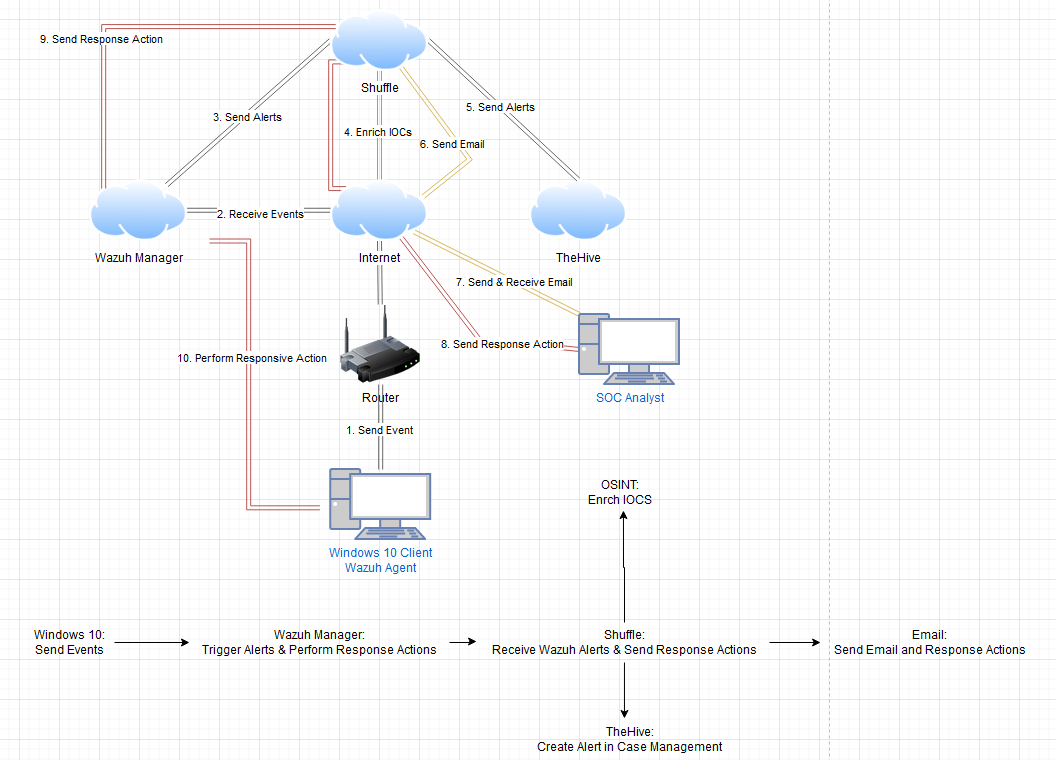 9. Send Response Action
Shuffle
3. Send Alerts
5. Send Alerts
4. Enrich IOCs
6. Send Email
2. Receive Events
Wazuh Manager
Internet
TheHive
7. Send & Receive Email
8. Send Response Action
10. Perform Responsive Action
Router
SOC Analyst
1. Send Event
Windows 10 Client
Wazuh Agent
OSINT:
Enrch IOCS
Windows 10:
Send Events
Wazuh Manager:
Trigger Alerts & Perform Response Actions
Shuffle:
Receive Wazuh Alerts & Send Response Actions
Email:
Send Email and Response Actions
TheHive:
Create Alert in Case Management